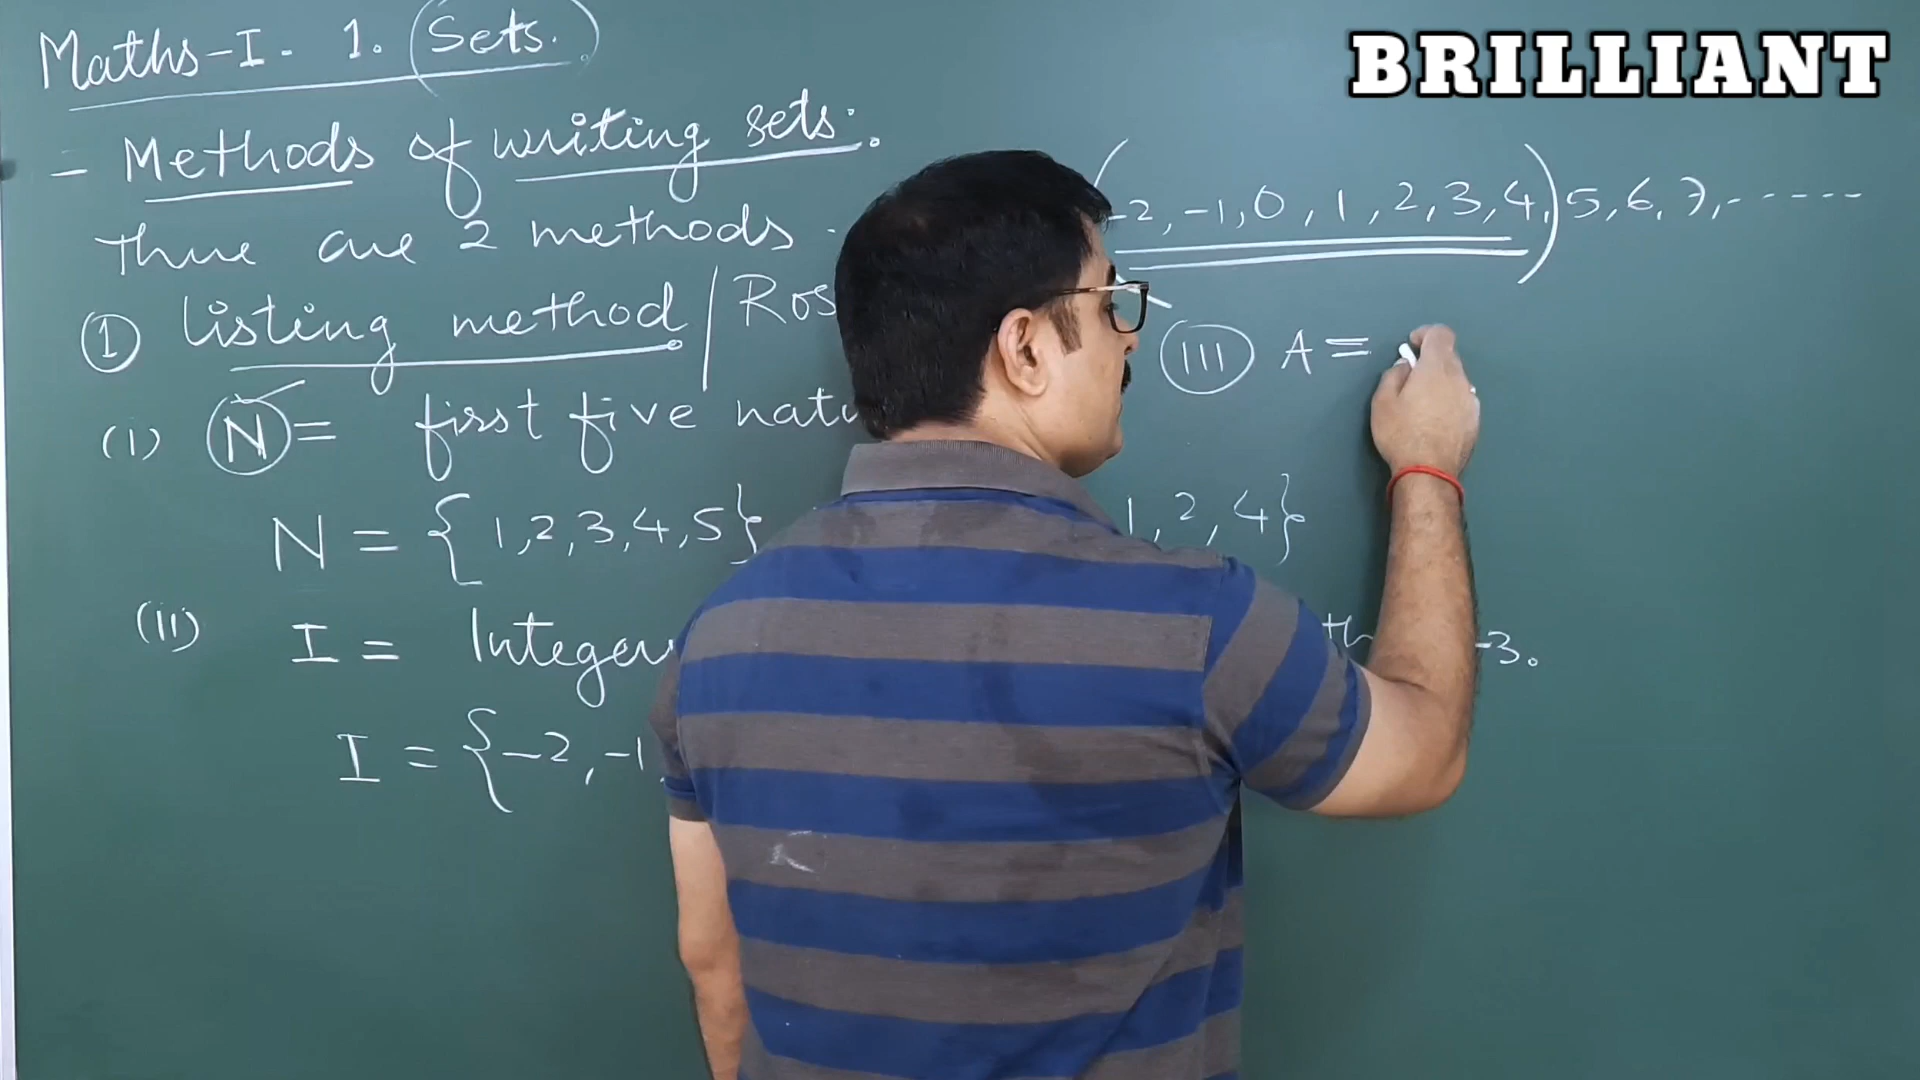 Maths-I. 1. Sets.
BRILLIANT
- Methods of writing sets.
There are 2 methods.
-2, -1, 0, 1, 2, 3, 4, 5, 6, 7, -----
① listing method / Ros
(III) A =
(i) N = first five natu
N = {1,2,3,4,5} 1, 2, 4}
(ii) I = Integers th -3.
I = {-2, -1,